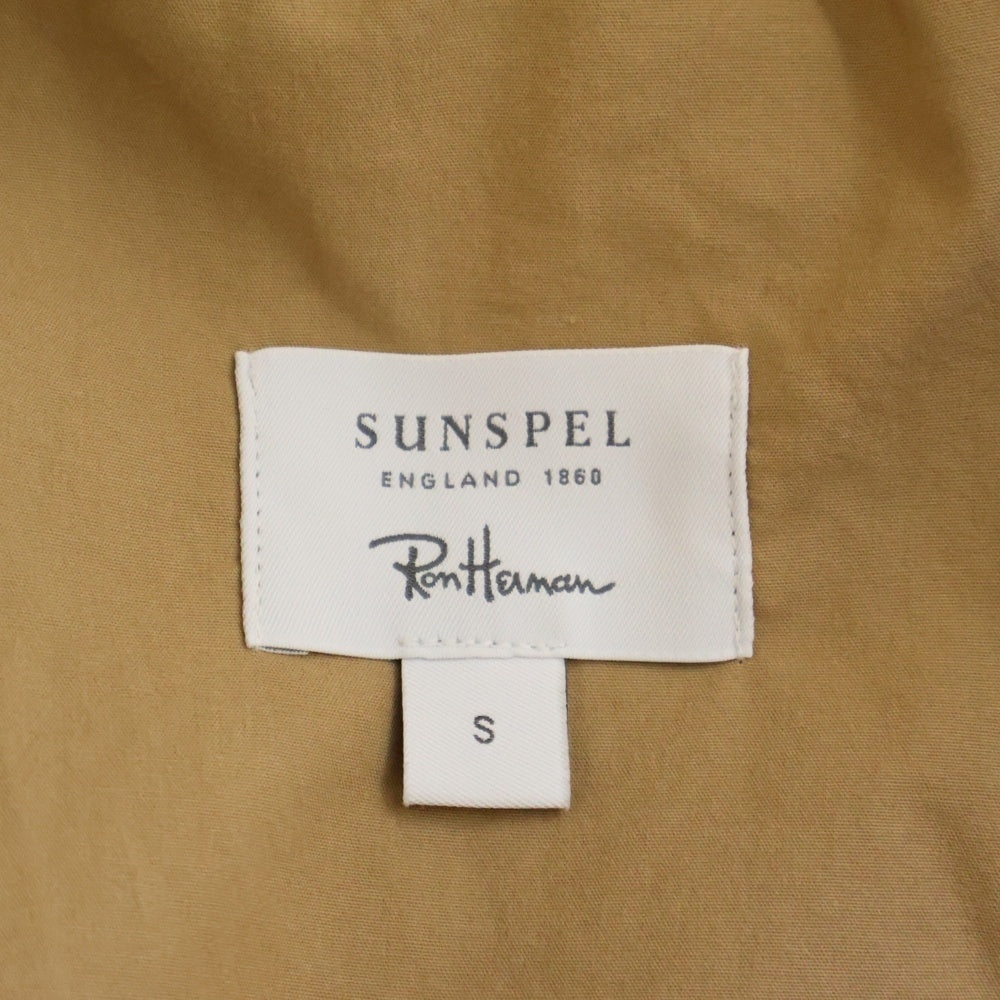 SUNSPEL
ENGLAND 1860
Ron Herman
S